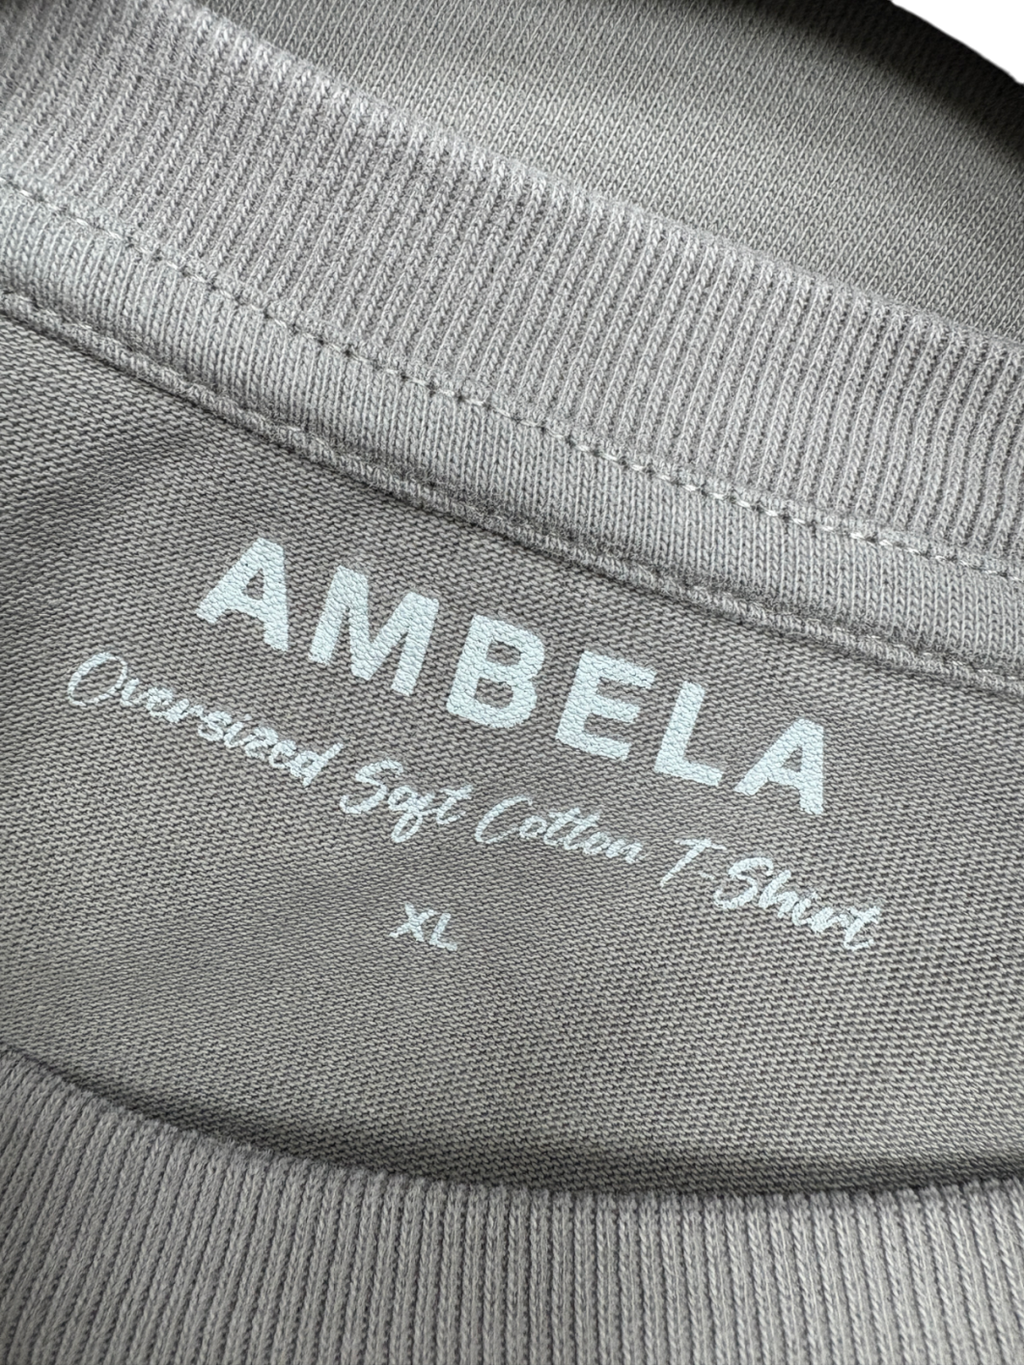 AMBELA
Oversized Soft Cotton T-Shirt
XL